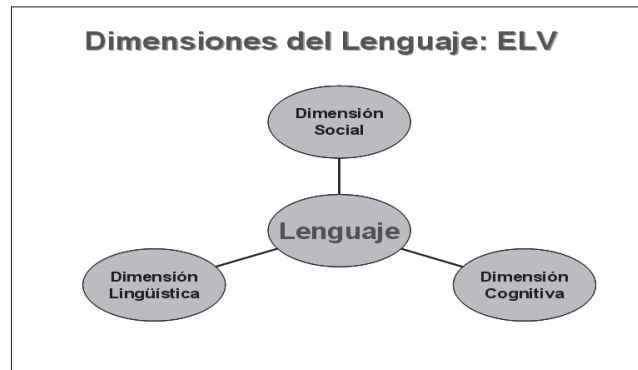 Dimensiones del Lenguaje: ELV
Dimensión
Social
Lenguaje
Dimensión
Lingüística
Dimensión
Cognitiva